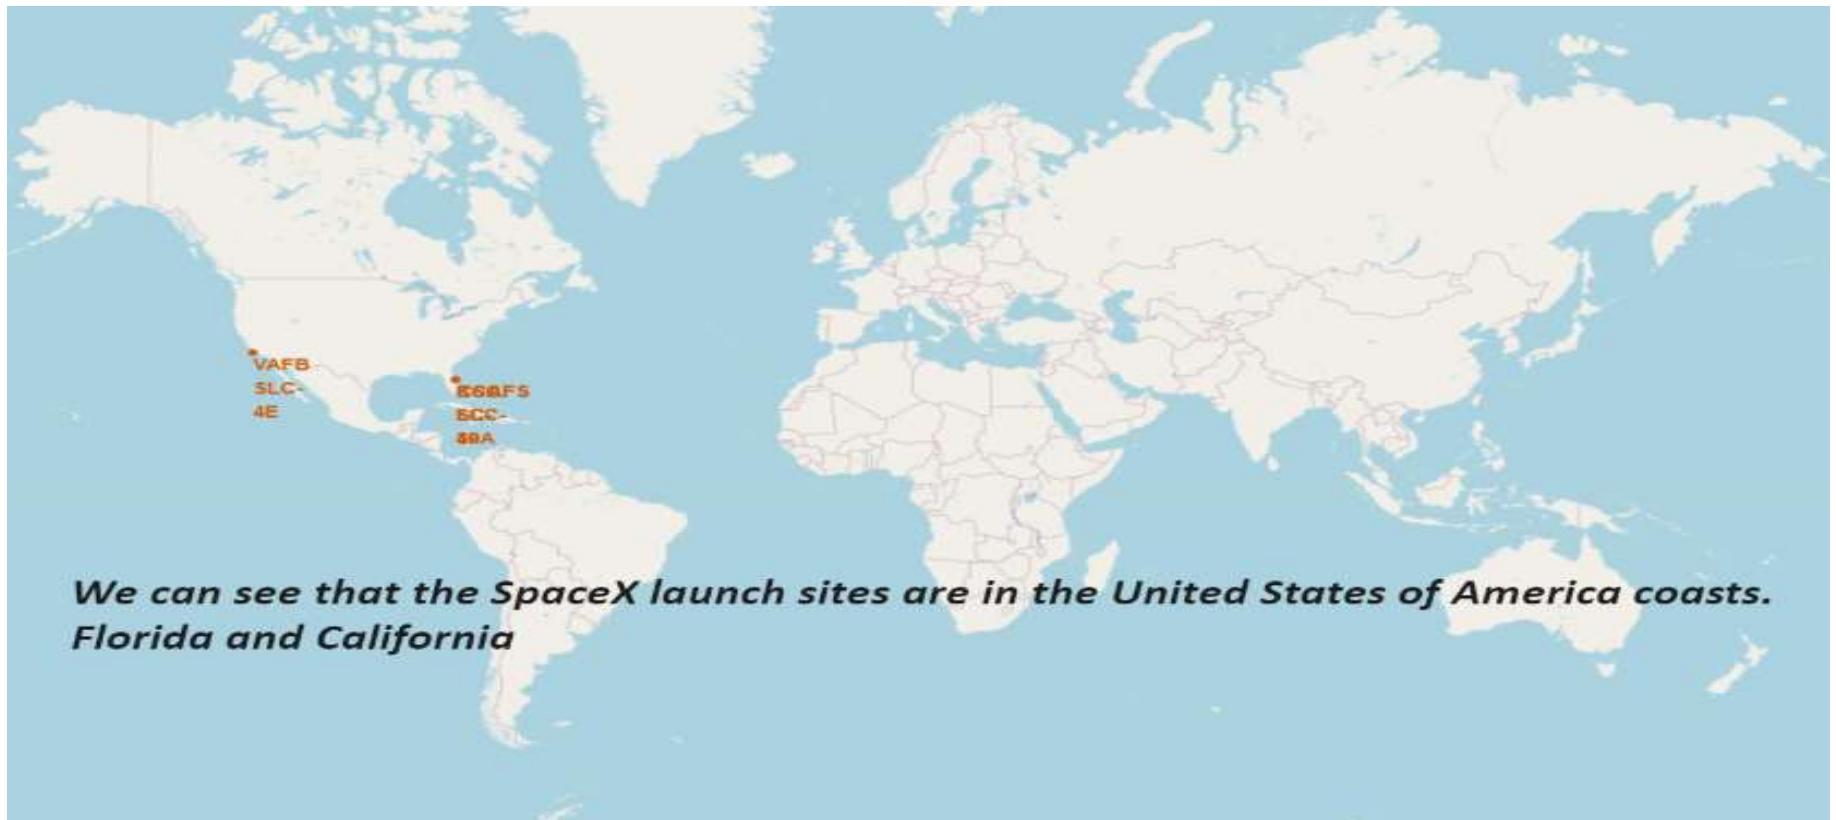 VAFB
SLC-
4E
We can see that the SpaceX launch sites are in the United States of America coasts.
Florida and California